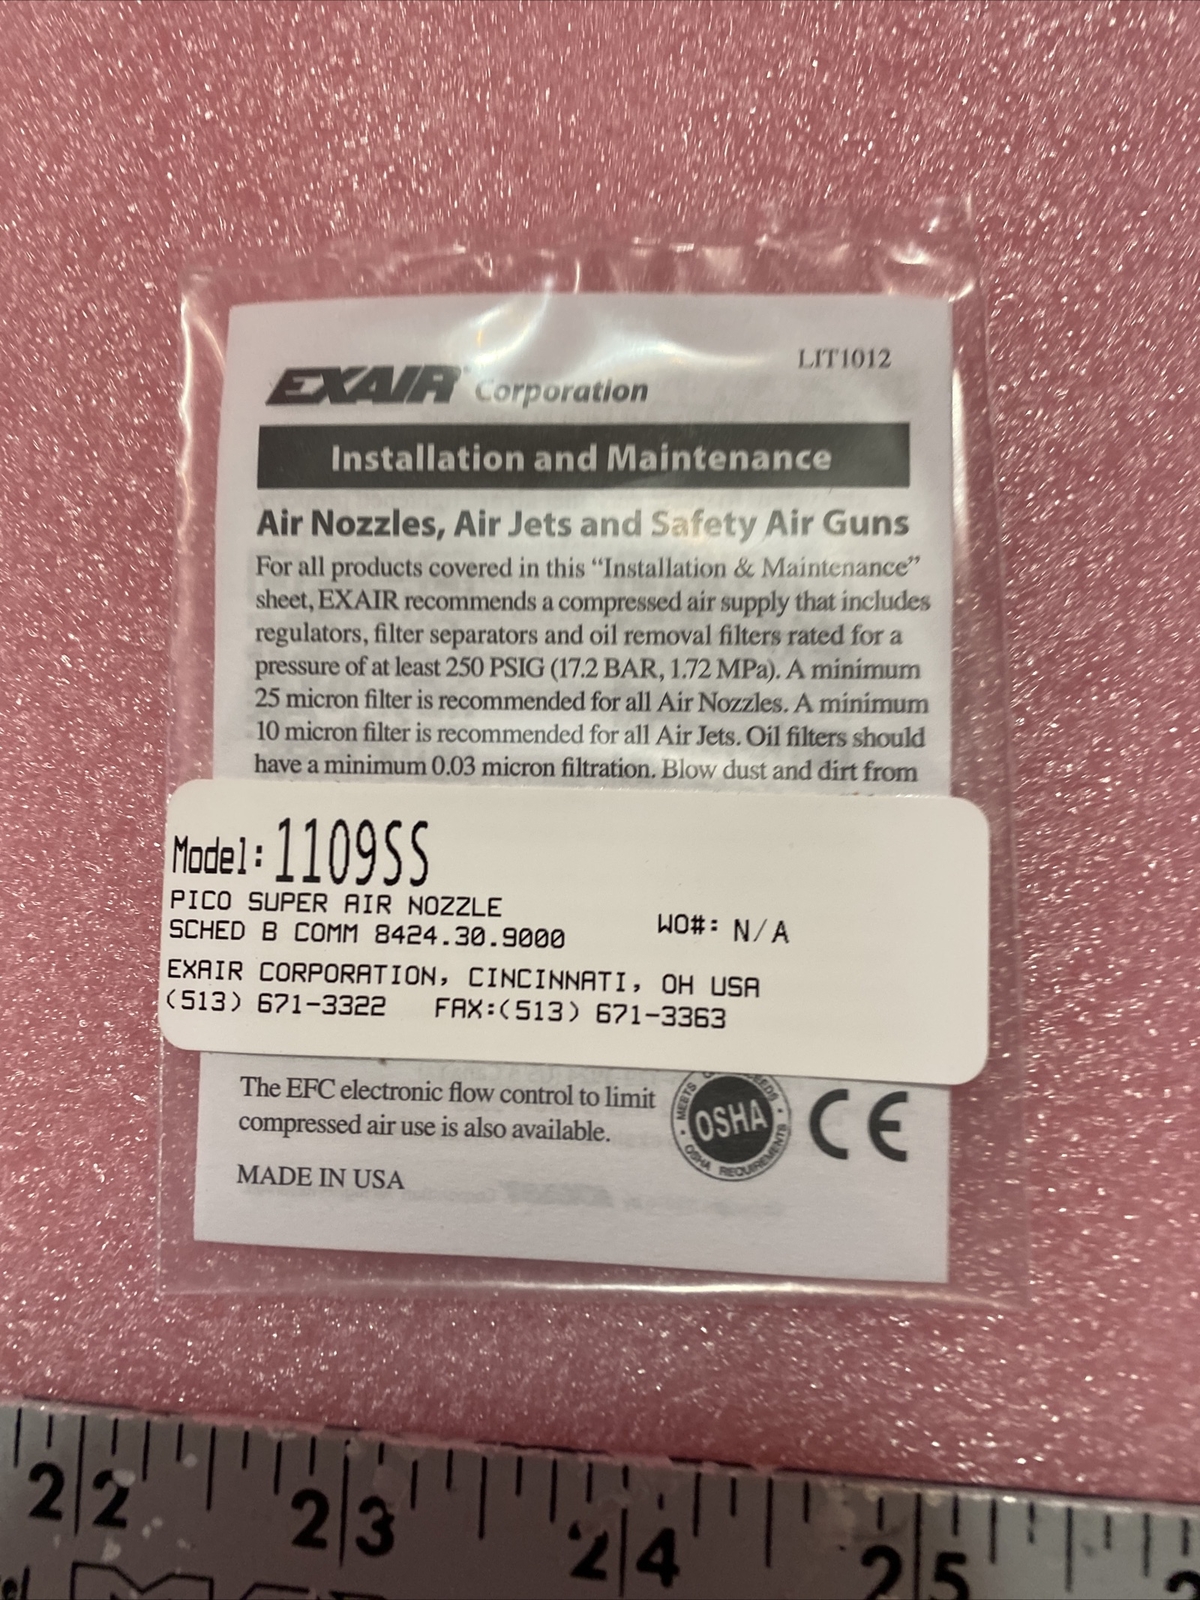 LIT1012
EXAIR Corporation
Installation and Maintenance
Air Nozzles, Air Jets and Safety Air Guns
For all products covered in this “Installation & Maintenance”
sheet, EXAIR recommends a compressed air supply that includes
regulators, filter separators and oil removal filters rated for a
pressure of at least 250 PSIG (17.2 BAR, 1.72 MPa). A minimum
25 micron filter is recommended for all Air Nozzles. A minimum
10 micron filter is recommended for all Air Jets. Oil filters should
have a minimum 0.03 micron filtration. Blow dust and dirt from
Model: 1109SS
PICO SUPER AIR NOZZLE
SCHED B COMM 8424.30.9000 WO#: N/A
EXAIR CORPORATION, CINCINNATI, OH USA
(513) 671-3322 FAX:(513) 671-3363
The EFC electronic flow control to limit
compressed air use is also available.
MADE IN USA
MEETS
OSHA
OSHA REQUIREMENTS
CE
22 23 24 25